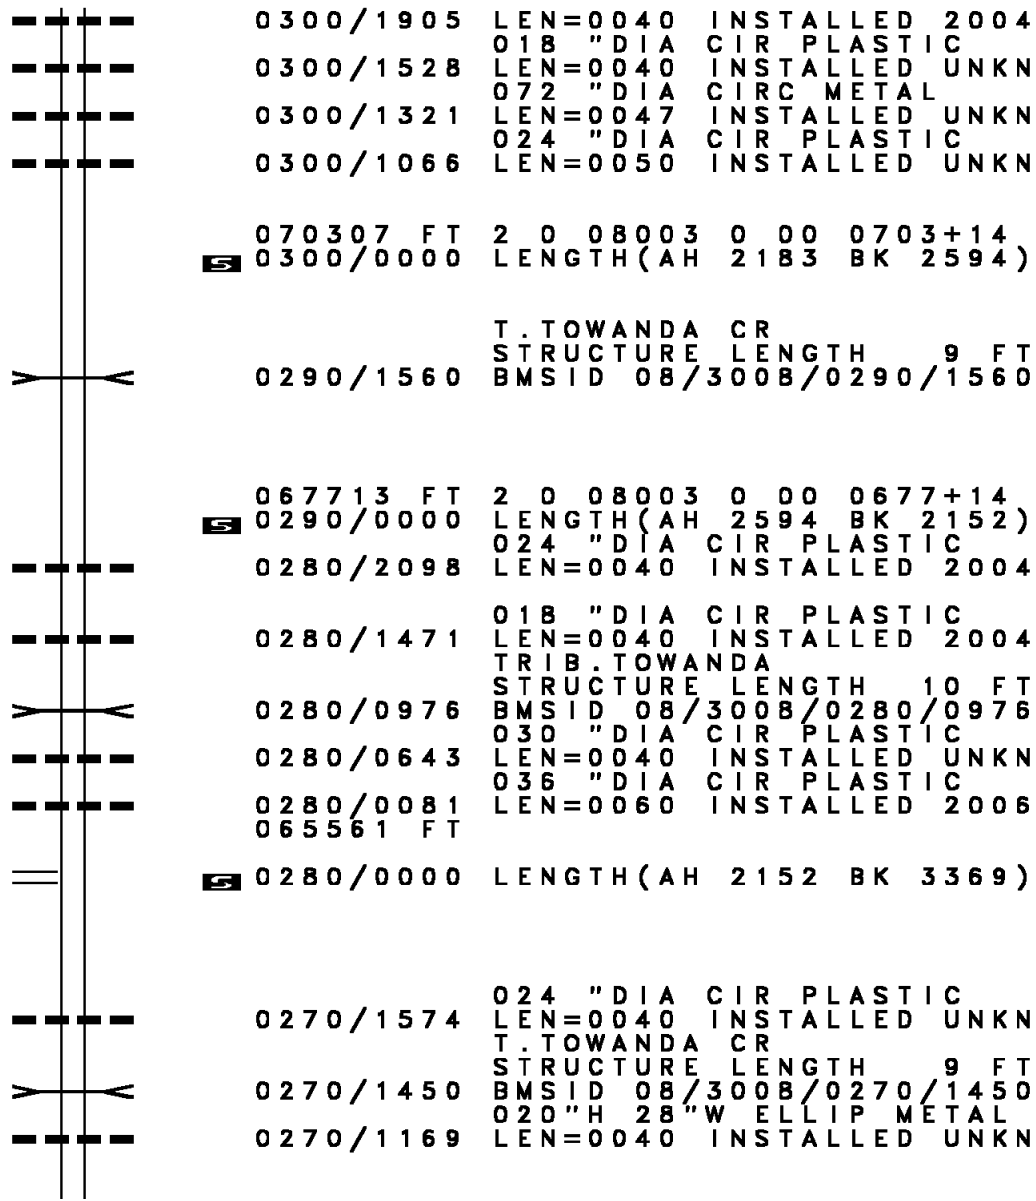 0300/1905 LEN=0040 INSTALLED 2004
018 "DIA CIR PLASTIC
0300/1528 LEN=0040 INSTALLED UNKN
072 "DIA CIRC METAL
0300/1321 LEN=0047 INSTALLED UNKN
024 "DIA CIR PLASTIC
0300/1066 LEN=0050 INSTALLED UNKN
070307 FT 2 0 08003 0 00 0703+14
S 0300/0000 LENGTH(AH 2183 BK 2594)
T.TOWANDA CR
STRUCTURE LENGTH 9 FT
0290/1560 BMSID 08/3008/0290/1560
067713 FT 2 0 08003 0 00 0677+14
S 0290/0000 LENGTH(AH 2594 BK 2152)
024 "DIA CIR PLASTIC
0280/2098 LEN=0040 INSTALLED 2004
018 "DIA CIR PLASTIC
0280/1471 LEN=0040 INSTALLED 2004
TRIB.TOWANDA
STRUCTURE LENGTH 10 FT
0280/0976 BMSID 08/3008/0280/0976
030 "DIA CIR PLASTIC
0280/0643 LEN=0040 INSTALLED UNKN
036 "DIA CIR PLASTIC
0280/0081 LEN=0060 INSTALLED 2006
065561 FT
S 0280/0000 LENGTH(AH 2152 BK 3369)
024 "DIA CIR PLASTIC
0270/1574 LEN=0040 INSTALLED UNKN
T.TOWANDA CR
STRUCTURE LENGTH 9 FT
0270/1450 BMSID 08/3008/0270/1450
020"H 28"W ELLIP METAL
0270/1169 LEN=0040 INSTALLED UNKN